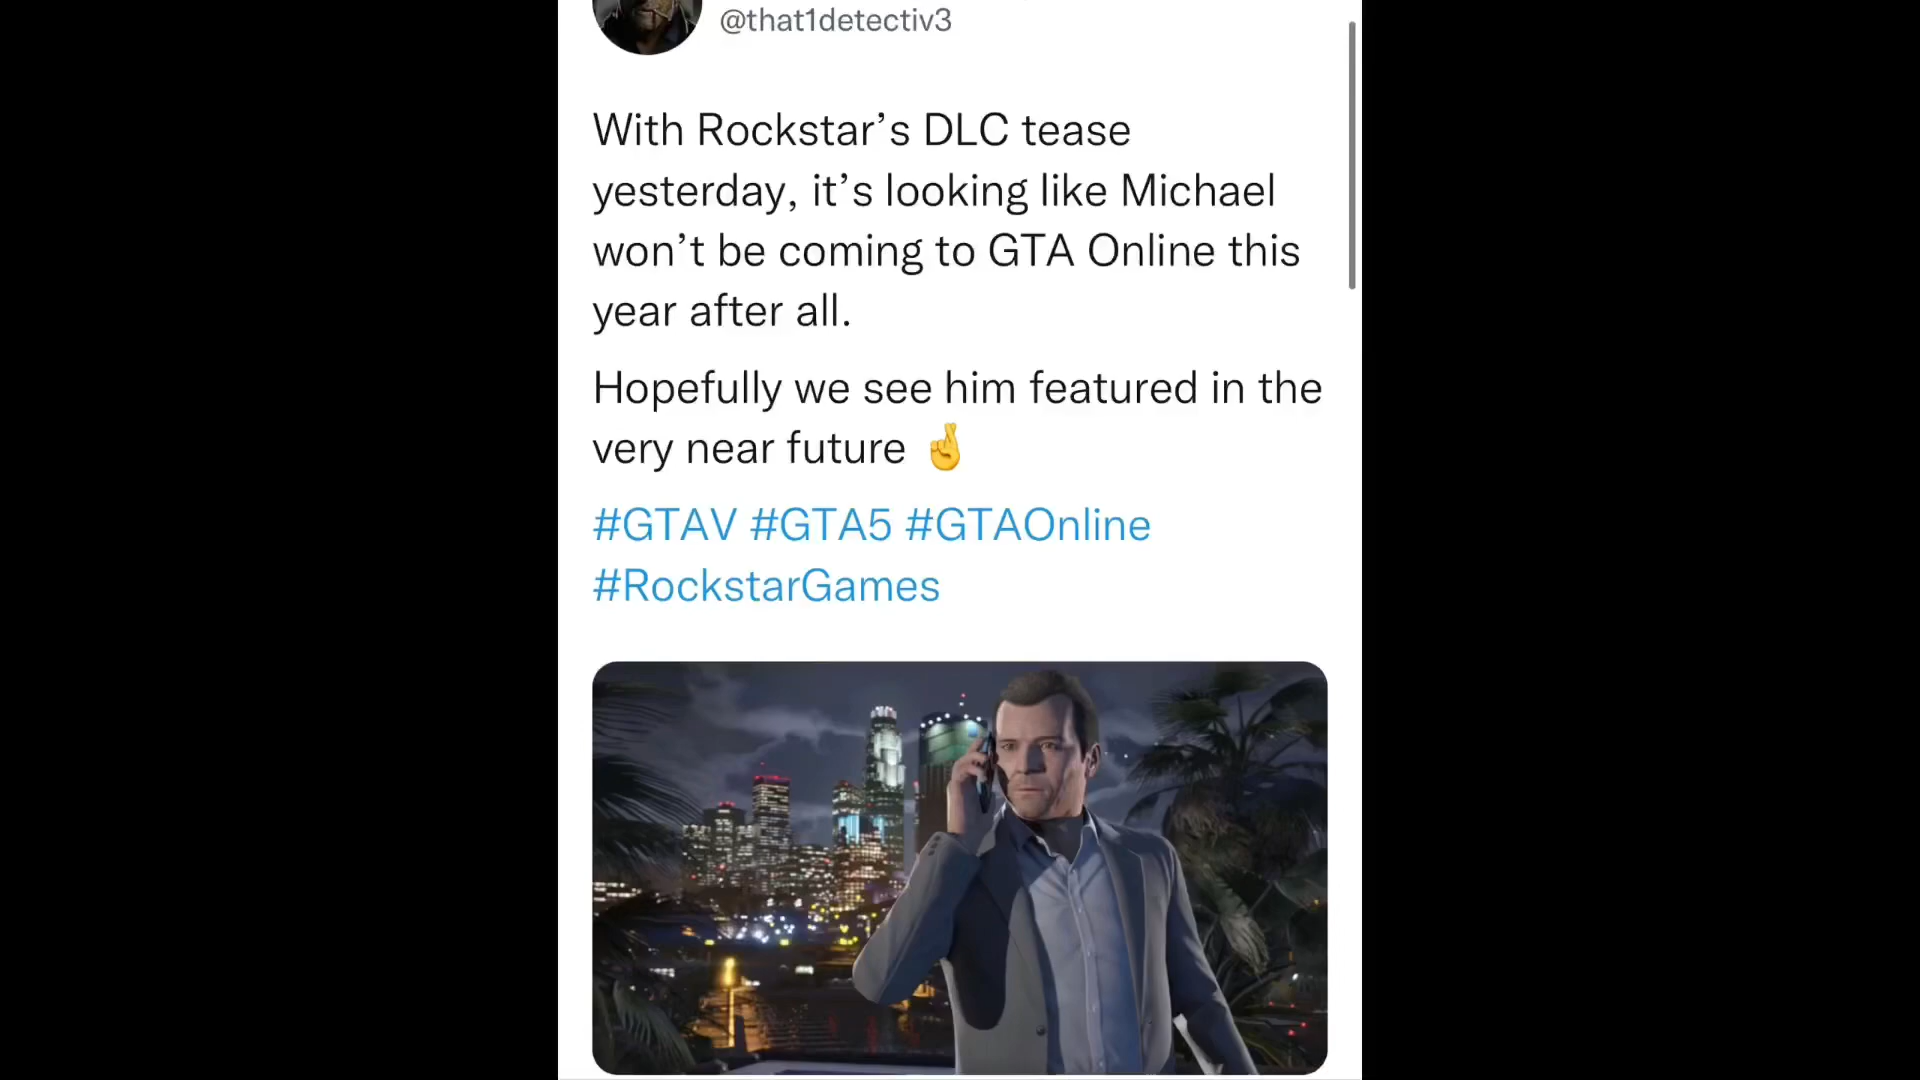 @that1detectiv3
With Rockstar’s DLC tease
yesterday, it’s looking like Michael
won’t be coming to GTA Online this
year after all.
Hopefully we see him featured in the
very near future 🤞
#GTAV #GTA5 #GTAOnline
#RockstarGames